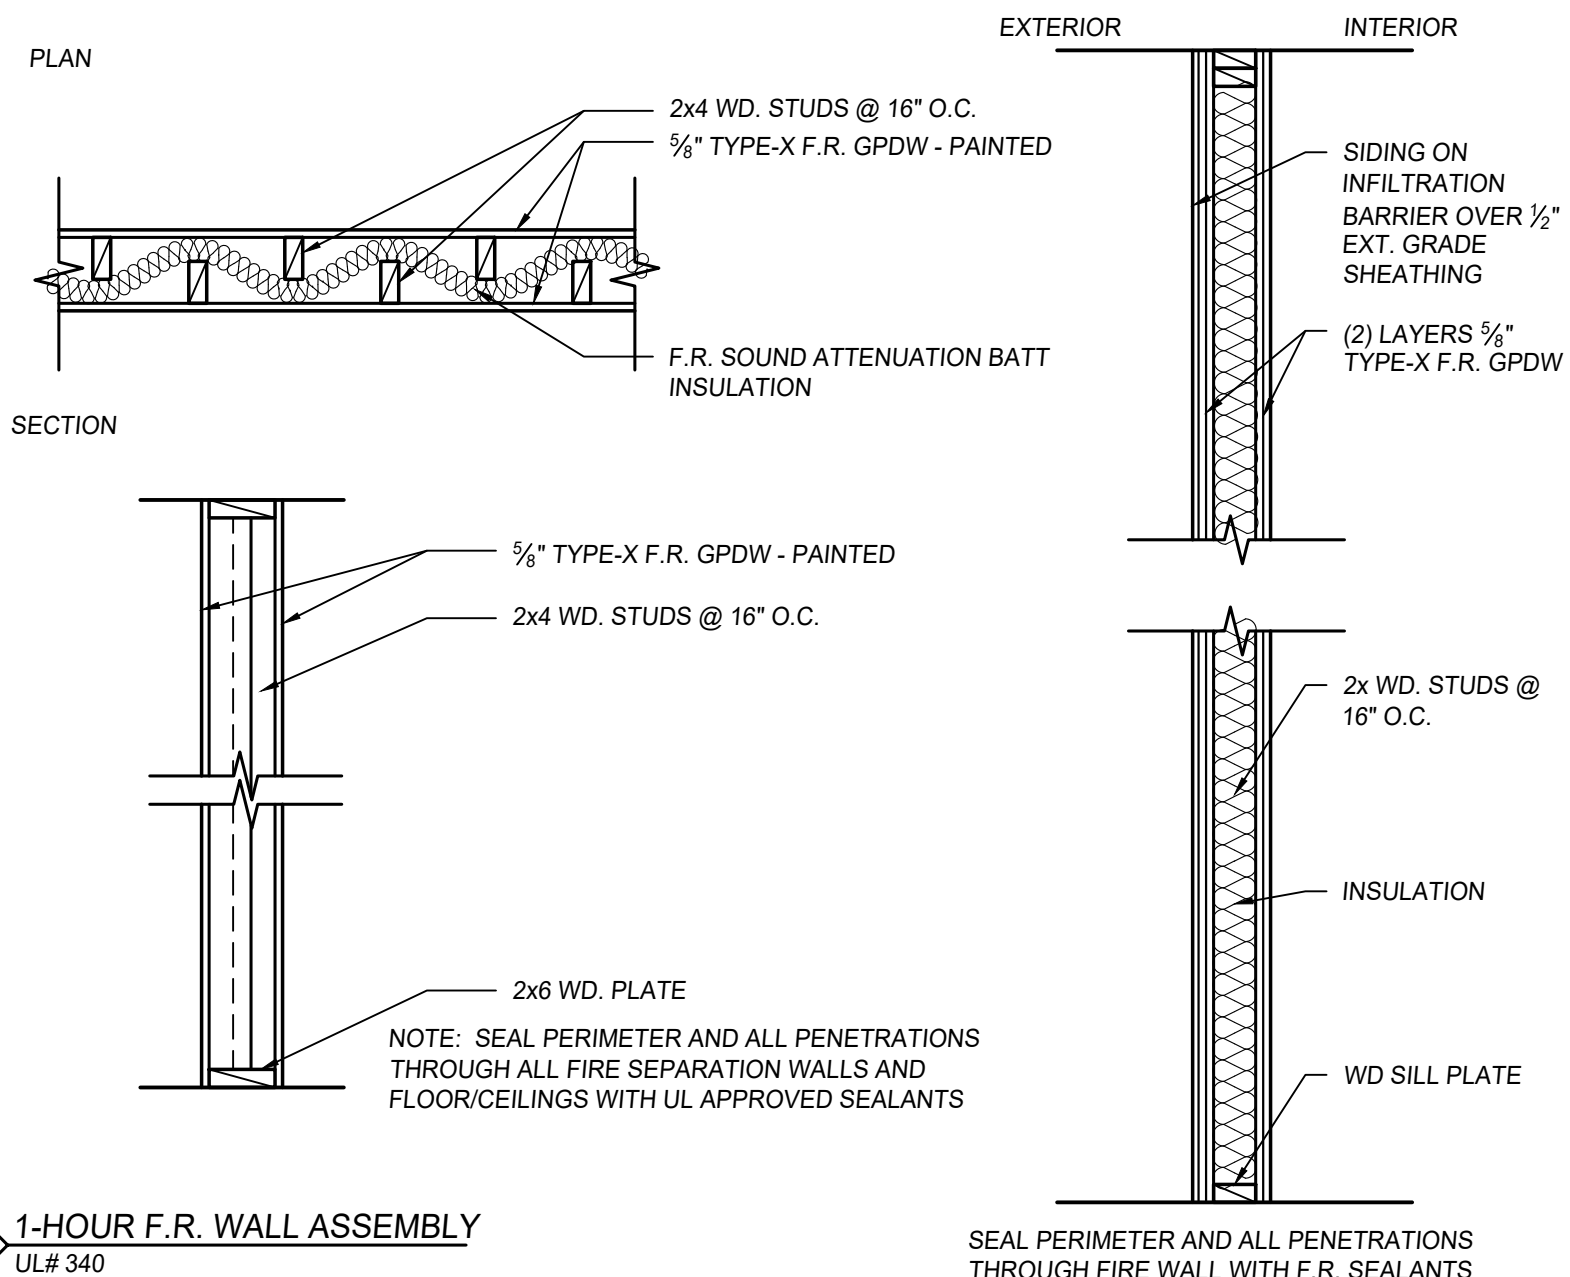 PLAN
2x4 WD. STUDS @ 16" O.C.
⅝" TYPE-X F.R. GPDW - PAINTED
F.R. SOUND ATTENUATION BATT
INSULATION
SECTION
⅝" TYPE-X F.R. GPDW - PAINTED
2x4 WD. STUDS @ 16" O.C.
2x6 WD. PLATE
NOTE: SEAL PERIMETER AND ALL PENETRATIONS
THROUGH ALL FIRE SEPARATION WALLS AND
FLOOR/CEILINGS WITH UL APPROVED SEALANTS
1-HOUR F.R. WALL ASSEMBLY
UL# 340
EXTERIOR
INTERIOR
SIDING ON
INFILTRATION
BARRIER OVER ½"
EXT. GRADE
SHEATHING
(2) LAYERS ⅝"
TYPE-X F.R. GPDW
2x WD. STUDS @
16" O.C.
INSULATION
WD SILL PLATE
SEAL PERIMETER AND ALL PENETRATIONS
THROUGH FIRE WALL WITH F.R. SEALANTS